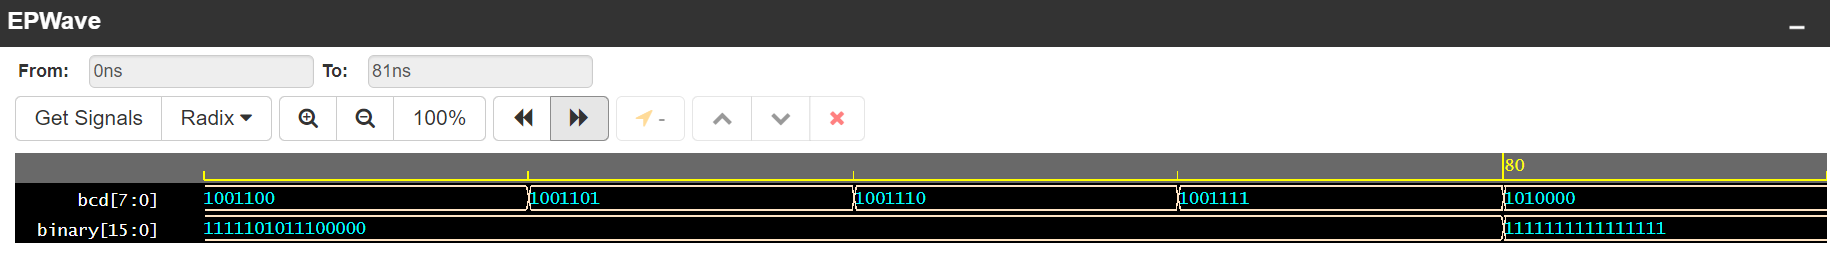 EPWave
From: 0ns To: 81ns
Get Signals Radix 100% -
80
bcd[7:0] 1001100 1001101 1001110 1001111 1010000
binary[15:0] 1111101011100000 1111111111111111